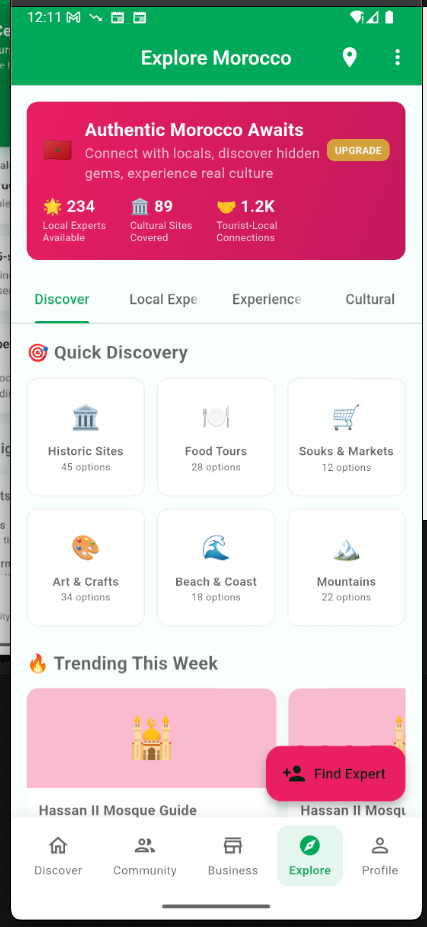 12:11
Explore Morocco
Authentic Morocco Awaits
Connect with locals, discover hidden
gems, experience real culture
UPGRADE
234
Local Experts
Available
89
Cultural Sites
Covered
1.2K
Tourist-Local
Connections
Discover
Local Expe
Experience
Cultural
Quick Discovery
Historic Sites
45 options
Food Tours
28 options
Souks & Markets
12 options
Art & Crafts
34 options
Beach & Coast
18 options
Mountains
22 options
Trending This Week
Find Expert
Hassan II Mosque Guide
Hassan II Mosqu
Discover
Community
Business
Explore
Profile